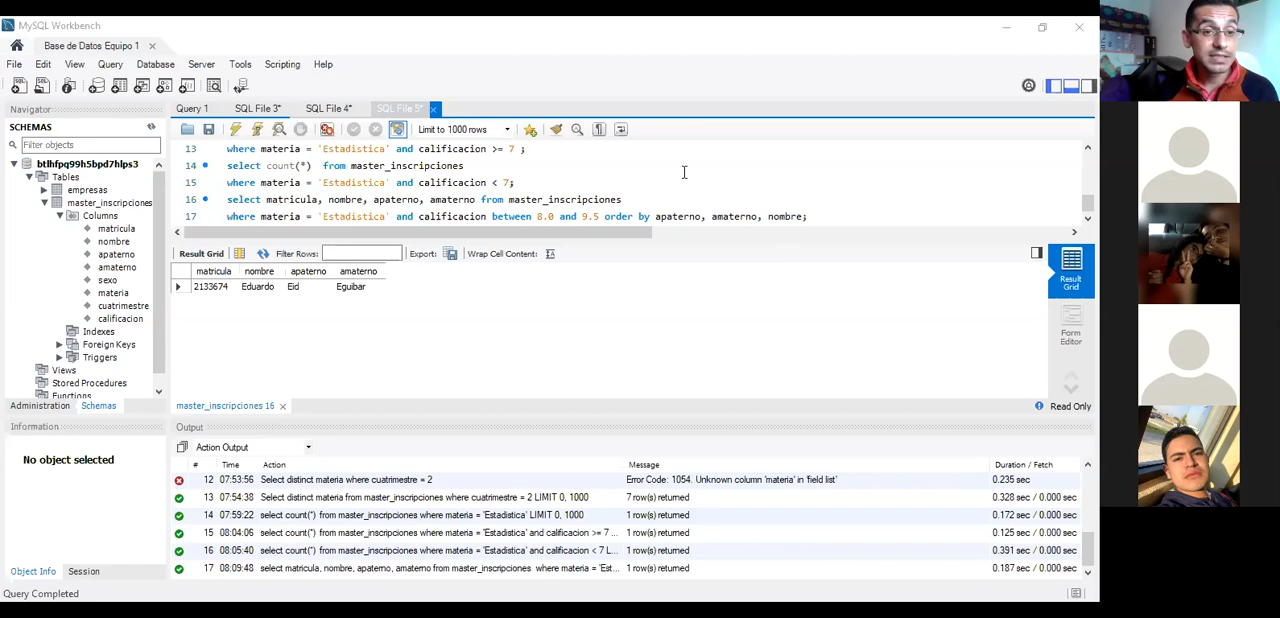 MySQL Workbench
Base de Datos Equipo 1
File Edit View Query Database Server Tools Scripting Help
Navigator
SCHEMAS
Filter objects
btlhfpq99h5bpd7hlps3
Tables
empresas
master_inscripciones
Columns
matricula
nombre
apaterno
amaterno
sexo
materia
cuatrimestre
calificacion
Indexes
Foreign Keys
Triggers
Views
Stored Procedures
Functions
Administration Schemas
Information
No object selected
Object Info Session
Query Completed
Query 1 SQL File 3* SQL File 4* SQL File 5*
Limit to 1000 rows
13 where materia = 'Estadistica' and calificacion >= 7 ;
14 select count(*) from master_inscripciones
15 where materia = 'Estadistica' and calificacion < 7;
16 select matricula, nombre, apaterno, amaterno from master_inscripciones
17 where materia = 'Estadistica' and calificacion between 8.0 and 9.5 order by apaterno, amaterno, nombre;
Result Grid Filter Rows: Export: Wrap Cell Content:
matricula nombre apaterno amaterno
2133674 Eduardo Eid Eguibar
Result Grid
Form Editor
master_inscripciones 16
Read Only
Output
Action Output
# Time Action Message Duration / Fetch
12 07:53:56 Select distinct materia where cuatrimestre = 2 Error Code: 1054. Unknown column 'materia' in 'field list' 0.235 sec
13 07:54:38 Select distinct materia from master_inscripciones where cuatrimestre = 2 LIMIT 0, 1000 7 row(s) returned 0.328 sec / 0.000 sec
14 07:59:22 select count(*) from master_inscripciones where materia = 'Estadistica' LIMIT 0, 1000 1 row(s) returned 0.172 sec / 0.000 sec
15 08:04:06 select count(*) from master_inscripciones where materia = 'Estadistica' and calificacion >= 7 ... 1 row(s) returned 0.125 sec / 0.000 sec
16 08:05:40 select count(*) from master_inscripciones where materia = 'Estadistica' and calificacion < 7 L... 1 row(s) returned 0.391 sec / 0.000 sec
17 08:09:48 select matricula, nombre, apaterno, amaterno from master_inscripciones where materia = 'Est... 1 row(s) returned 0.187 sec / 0.000 sec